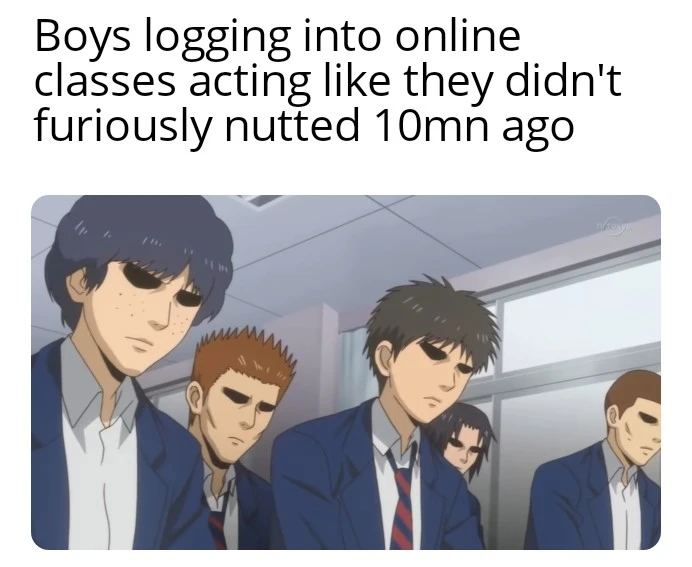 Boys logging into online
classes acting like they didn't
furiously nutted 10mn ago